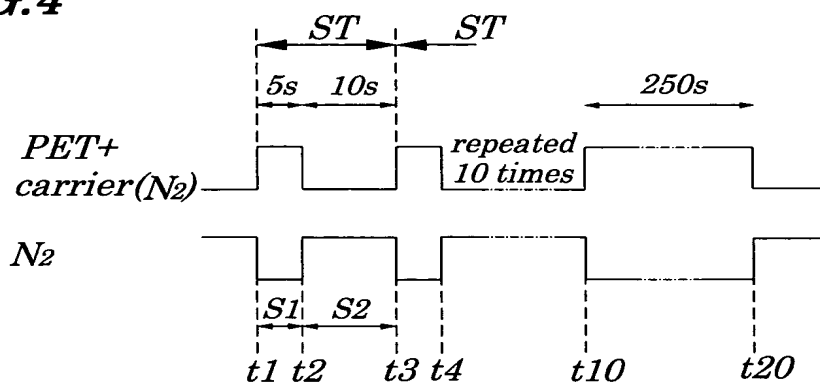 G.4
ST ST
5s 10s 250s
PET+
carrier(N2)
repeated
10 times
N2
S1 S2
t1 t2 t3 t4 t10 t20